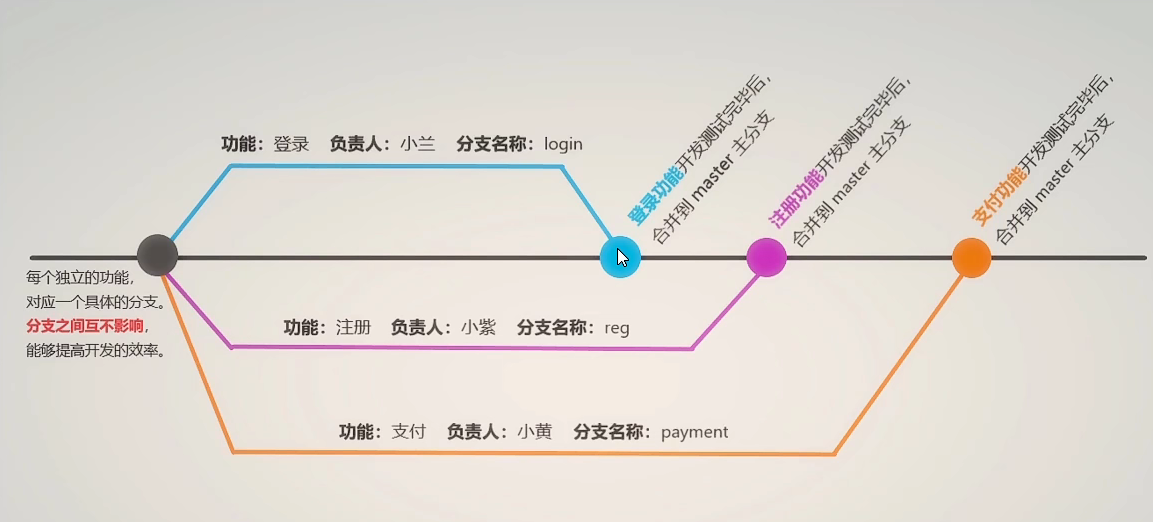 功能：登录 负责人：小兰 分支名称：login
登录功能开发测试完毕后，
合并到 master 主分支
注册功能开发测试完毕后，
合并到 master 主分支
支付功能开发测试完毕后，
合并到 master 主分支
每个独立的功能，
对应一个具体的分支。
分支之间互不影响，
能够提高开发的效率。
功能：注册 负责人：小紫 分支名称：reg
功能：支付 负责人：小黄 分支名称：payment